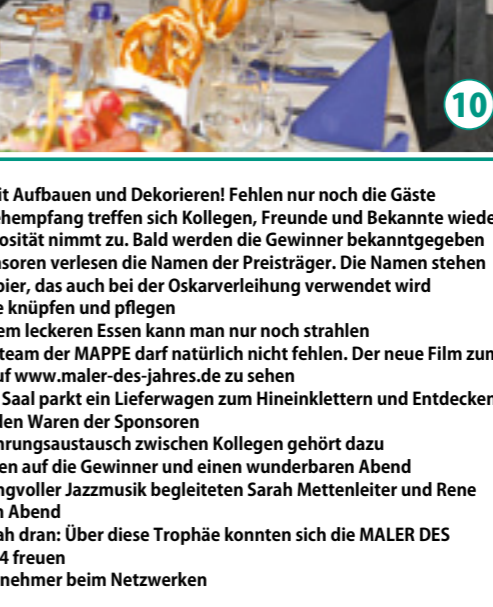 10
it Aufbauen und Dekorieren! Fehlen nur noch die Gäste
hempfang treffen sich Kollegen, Freunde und Bekannte wiede
osität nimmt zu. Bald werden die Gewinner bekanntgegeben
soren verlesen die Namen der Preisträger. Die Namen stehen
pier, das auch bei der Oskarverleihung verwendet wird
e knüpfen und pflegen
em leckeren Essen kann man nur noch strahlen
team der MAPPE darf natürlich nicht fehlen. Der neue Film zum
uf www.maler-des-jahres.de zu sehen
Saal parkt ein Lieferwagen zum Hineinklettern und Entdecken
len Waren der Sponsoren
hrungsaustausch zwischen Kollegen gehört dazu
en auf die Gewinner und einen wunderbaren Abend
ngvoller Jazzmusik begleiteten Sarah Mettenleiter und Rene
n Abend
ah dran: Über diese Trophäe konnten sich die MALER DES
4 freuen
nehmer beim Netzwerken